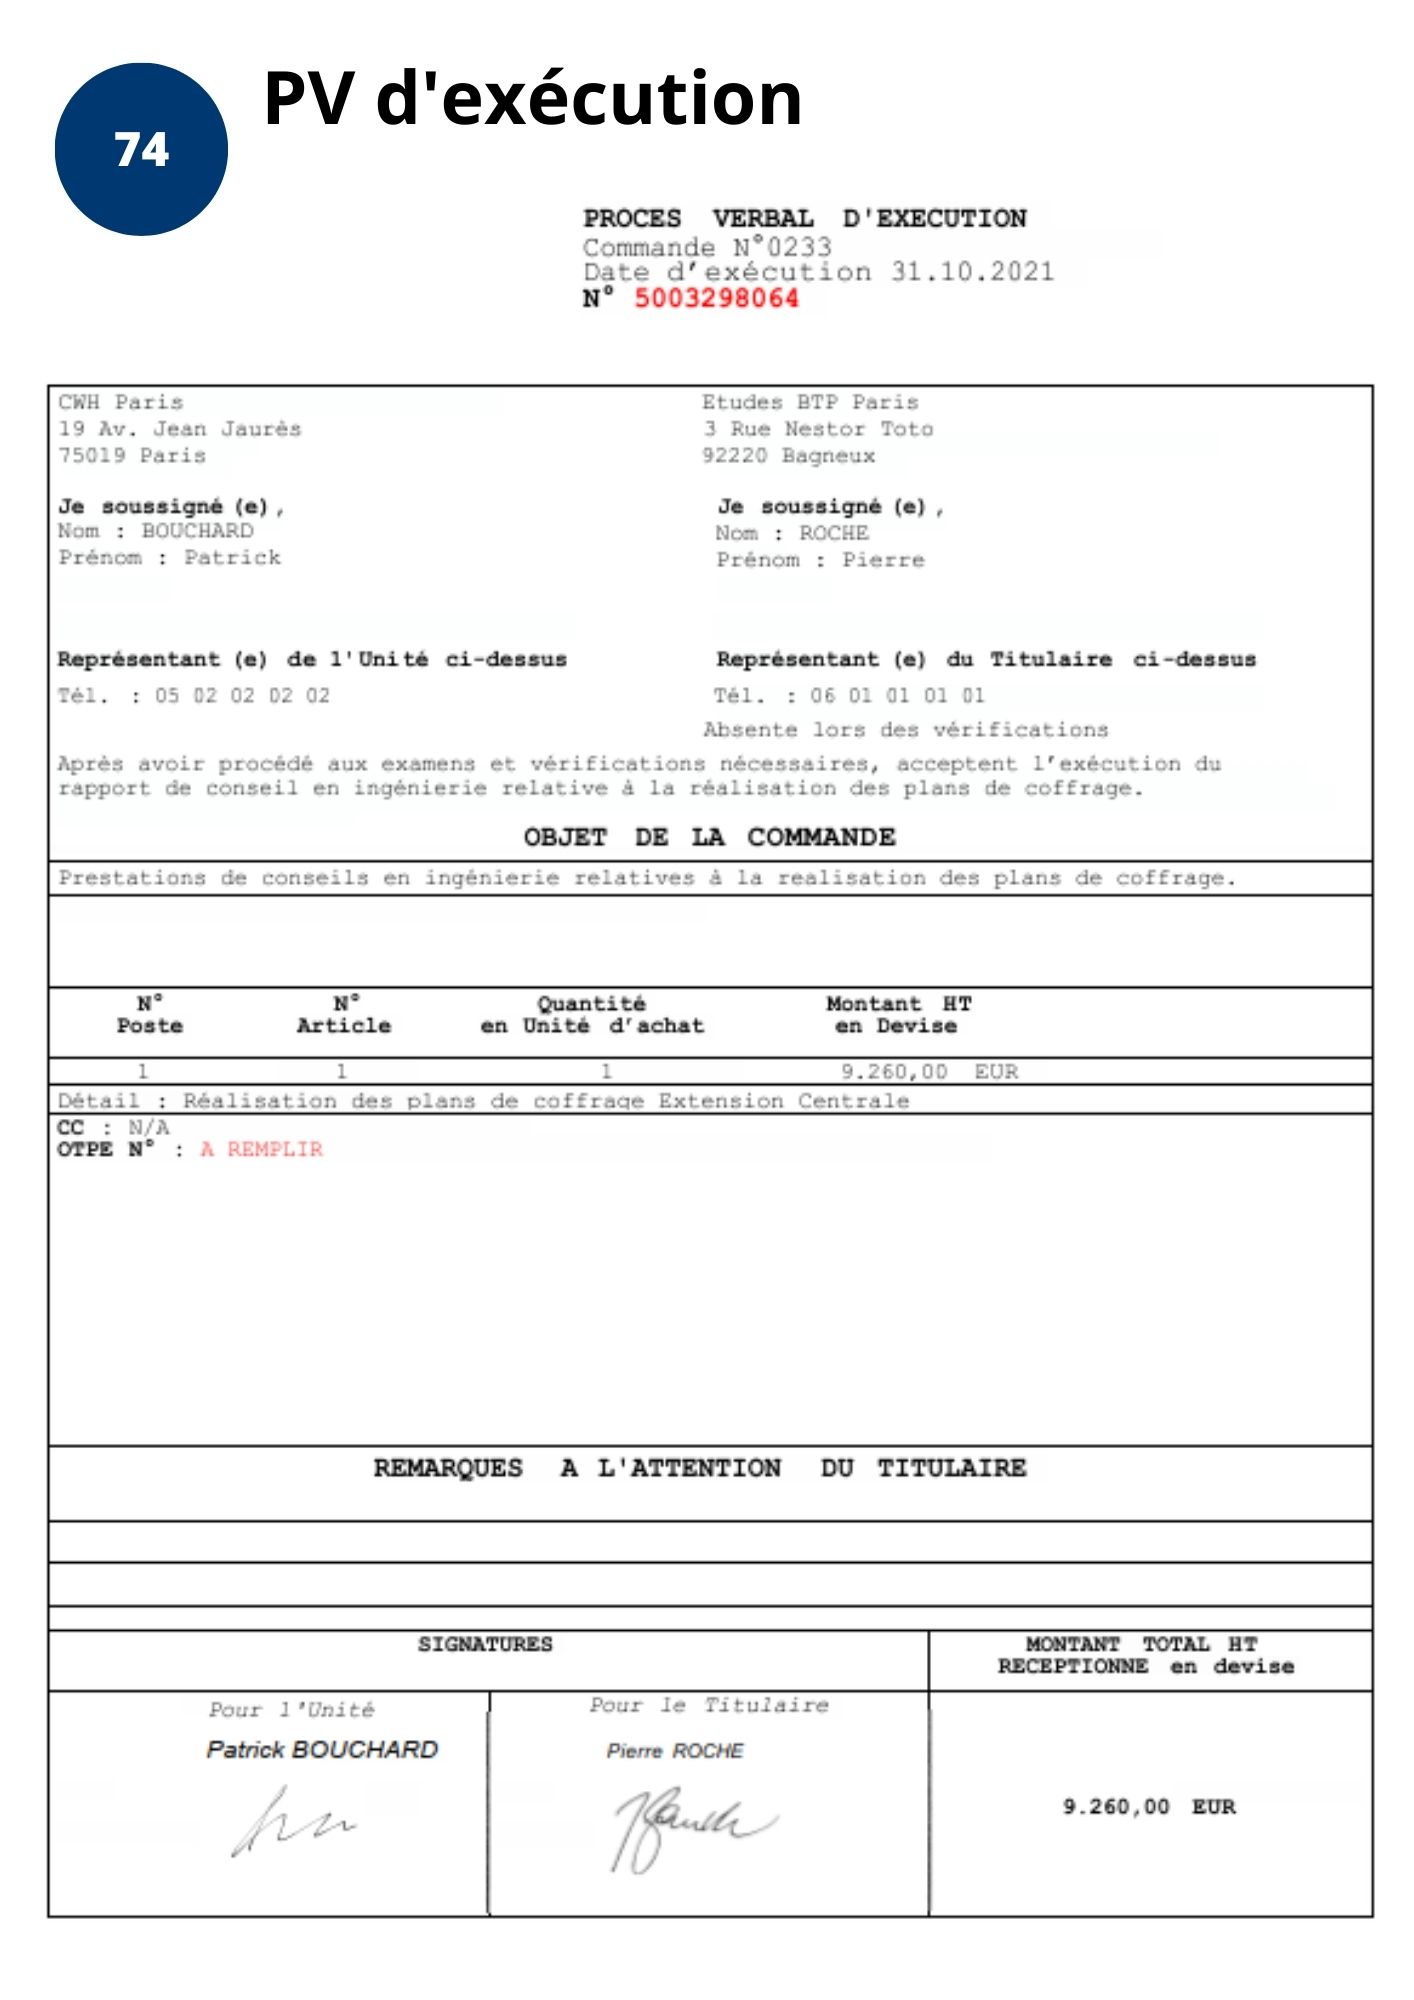 74
PV d'exécution
PROCES VERBAL D'EXECUTION
Commande N°0233
Date d’exécution 31.10.2021
N° 5003298064
CWH Paris
19 Av. Jean Jaurès
75019 Paris
Etudes BTP Paris
3 Rue Nestor Toto
92220 Bagneux
Je soussigné(e),
Nom : BOUCHARD
Prénom : Patrick
Je soussigné(e),
Nom : ROCHE
Prénom : Pierre
Représentant(e) de l'Unité ci-dessus
Tél. : 05 02 02 02 02
Représentant(e) du Titulaire ci-dessus
Tél. : 06 01 01 01 01
Absente lors des vérifications
Après avoir procédé aux examens et vérifications nécessaires, acceptent l’exécution du
rapport de conseil en ingénierie relative à la réalisation des plans de coffrage.
OBJET DE LA COMMANDE
Prestations de conseils en ingénierie relatives à la realisation des plans de coffrage.
N° Poste N° Article Quantité en Unité d’achat Montant HT en Devise
1 1 1 9.260,00 EUR
Détail : Réalisation des plans de coffrage Extension Centrale
CC : N/A
OTPE N° : A REMPLIR
REMARQUES A L'ATTENTION DU TITULAIRE
SIGNATURES
MONTANT TOTAL HT
RECEPTIONNE en devise
Pour l'Unité
Patrick BOUCHARD
Pour le Titulaire
Pierre ROCHE
9.260,00 EUR